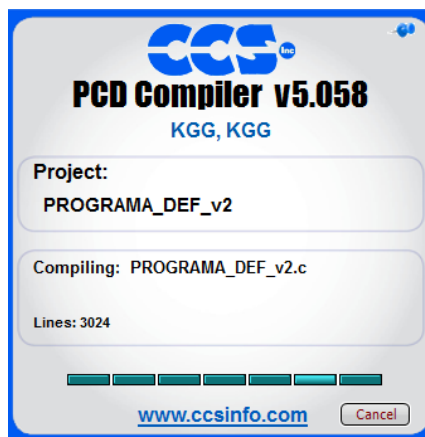 CCS Inc
PCD Compiler v5.058
KGG, KGG
Project:
PROGRAMA_DEF_v2
Compiling: PROGRAMA_DEF_v2.c
Lines: 3024
www.ccsinfo.com
Cancel